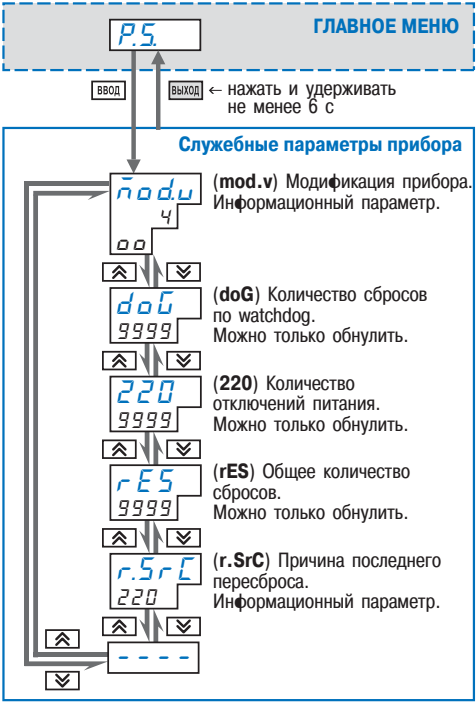 P.S.
ГЛАВНОЕ МЕНЮ
ВВОД
ВЫХОД ← нажать и удерживать
не менее 6 с
Служебные параметры прибора
mod.v
4
oo
(mod.v) Модификация прибора.
Информационный параметр.
doG
9999
(doG) Количество сбросов
по watchdog.
Можно только обнулить.
220
9999
(220) Количество
отключений питания.
Можно только обнулить.
rES
9999
(rES) Общее количество
сбросов.
Можно только обнулить.
r.SrC
220
(r.SrC) Причина последнего
пересброса.
Информационный параметр.
----